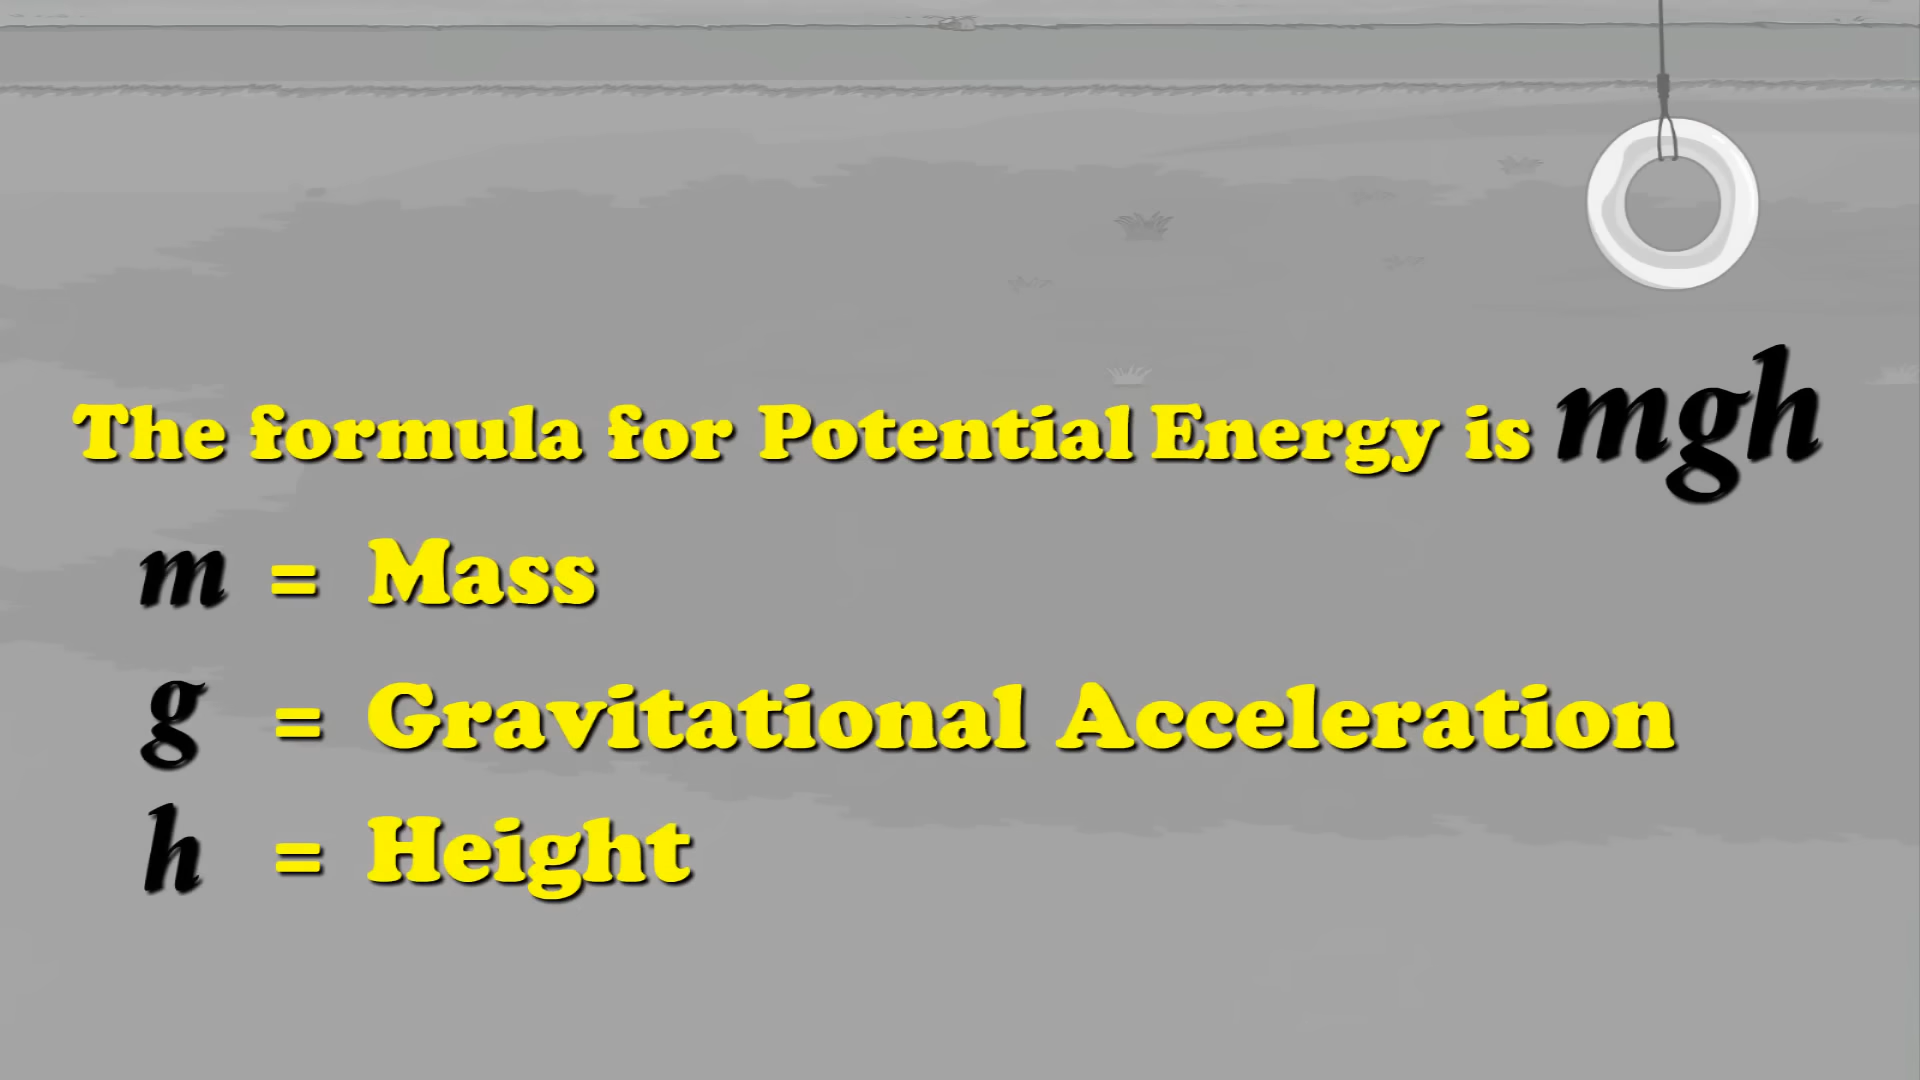 The formula for Potential Energy is mgh
m = Mass
g = Gravitational Acceleration
h = Height